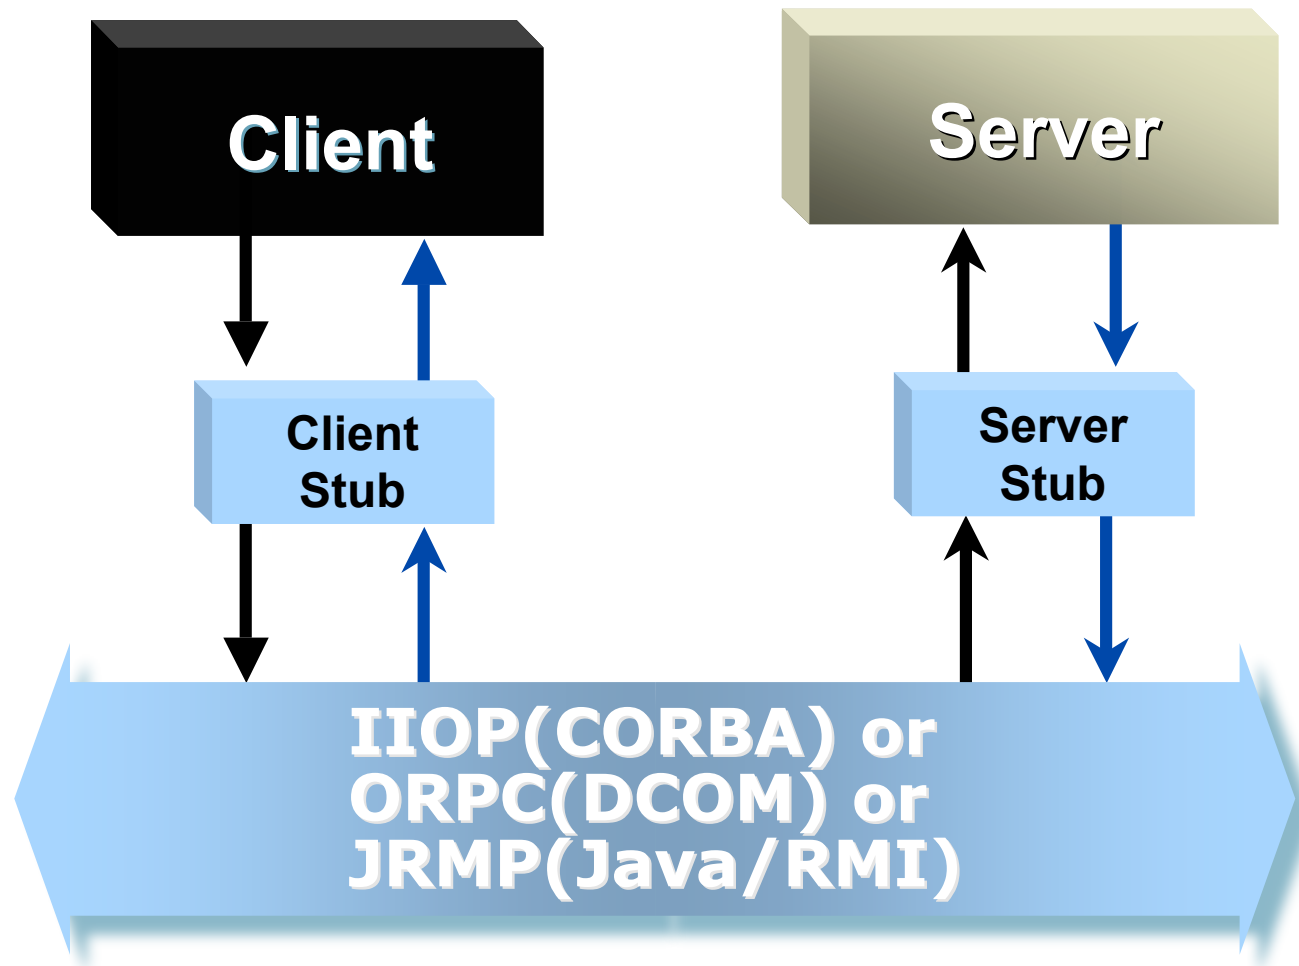 Client
Server
Client
Stub
Server
Stub
IIOP(CORBA) or
ORPC(DCOM) or
JRMP(Java/RMI)